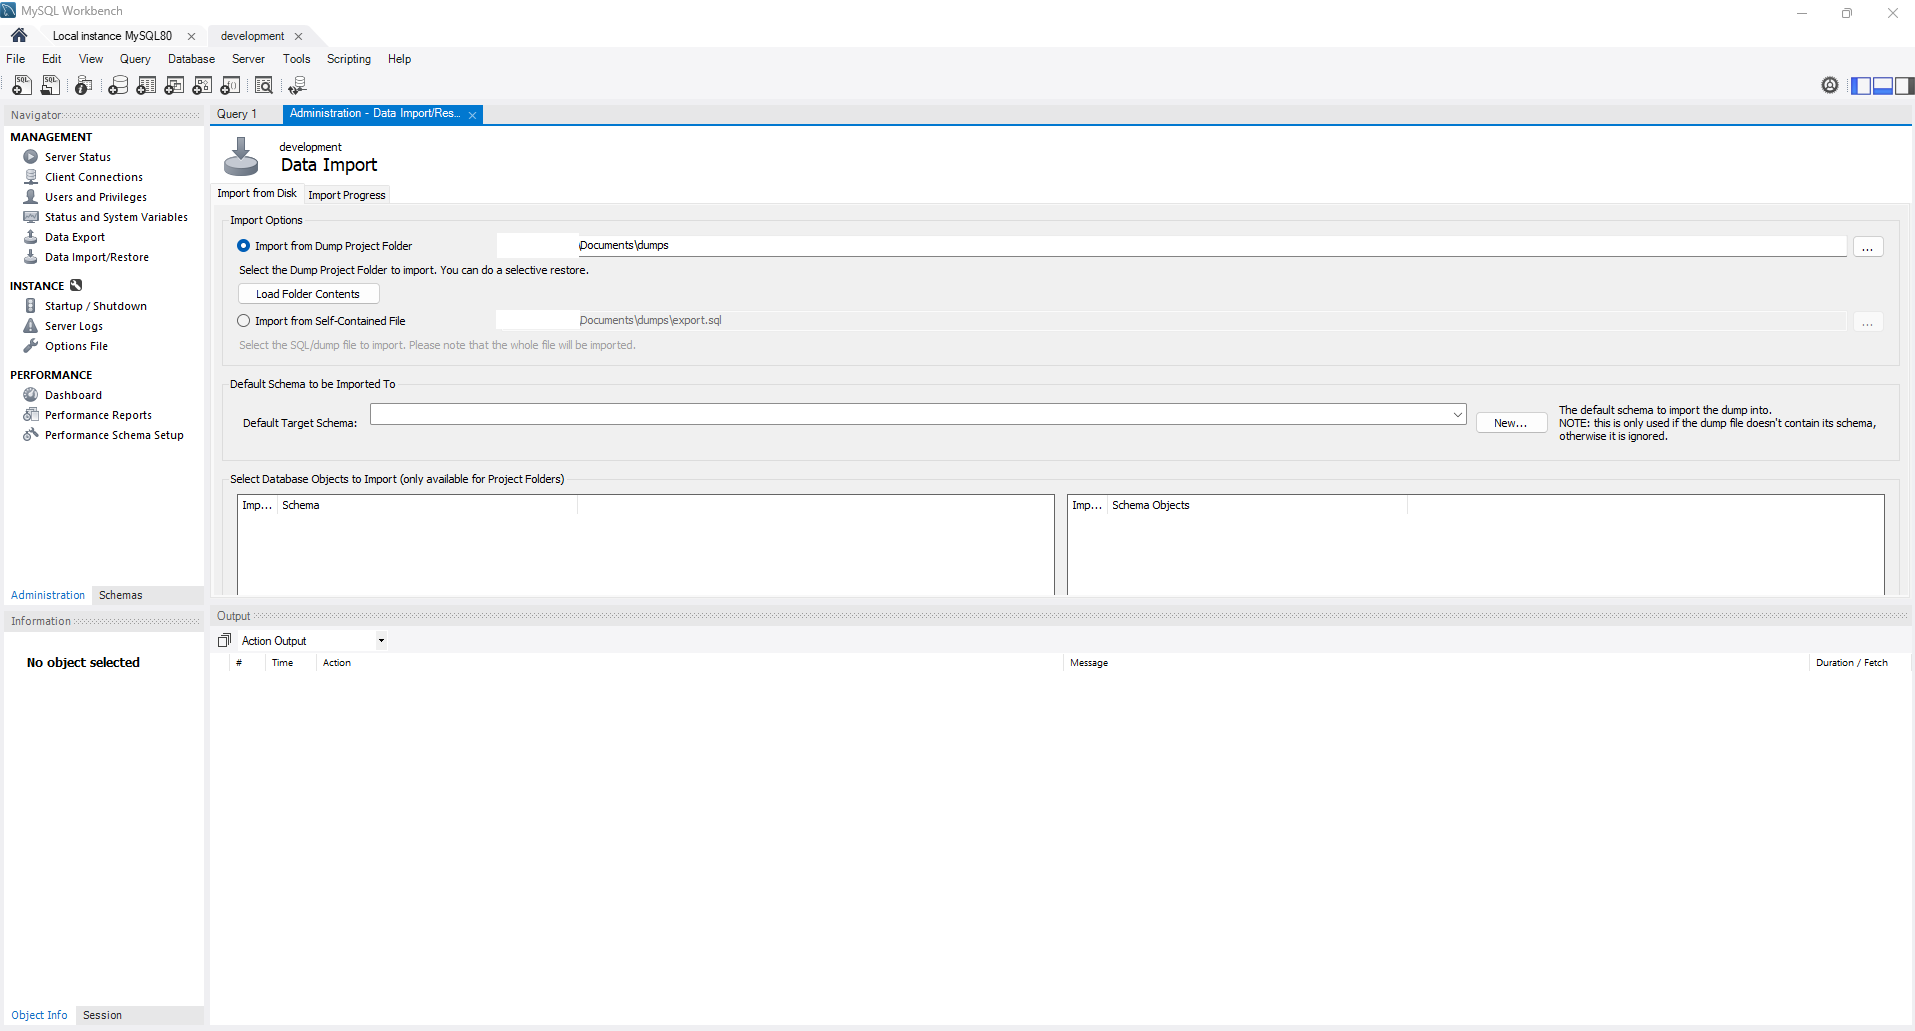 MySQL Workbench
Local instance MySQL80
development
File Edit View Query Database Server Tools Scripting Help
Navigator
MANAGEMENT
Server Status
Client Connections
Users and Privileges
Status and System Variables
Data Export
Data Import/Restore
INSTANCE
Startup / Shutdown
Server Logs
Options File
PERFORMANCE
Dashboard
Performance Reports
Performance Schema Setup
Administration Schemas
Information
No object selected
Object Info Session
Query 1
Administration - Data Import/Res...
development
Data Import
Import from Disk Import Progress
Import Options
Import from Dump Project Folder \Documents\dumps ...
Select the Dump Project Folder to import. You can do a selective restore.
Load Folder Contents
Import from Self-Contained File Documents\dumps\export.sql ...
Select the SQL/dump file to import. Please note that the whole file will be imported.
Default Schema to be Imported To
Default Target Schema: New...
The default schema to import the dump into.
NOTE: this is only used if the dump file doesn't contain its schema,
otherwise it is ignored.
Select Database Objects to Import (only available for Project Folders)
Imp... Schema
Imp... Schema Objects
Output
Action Output
# Time Action Message Duration / Fetch